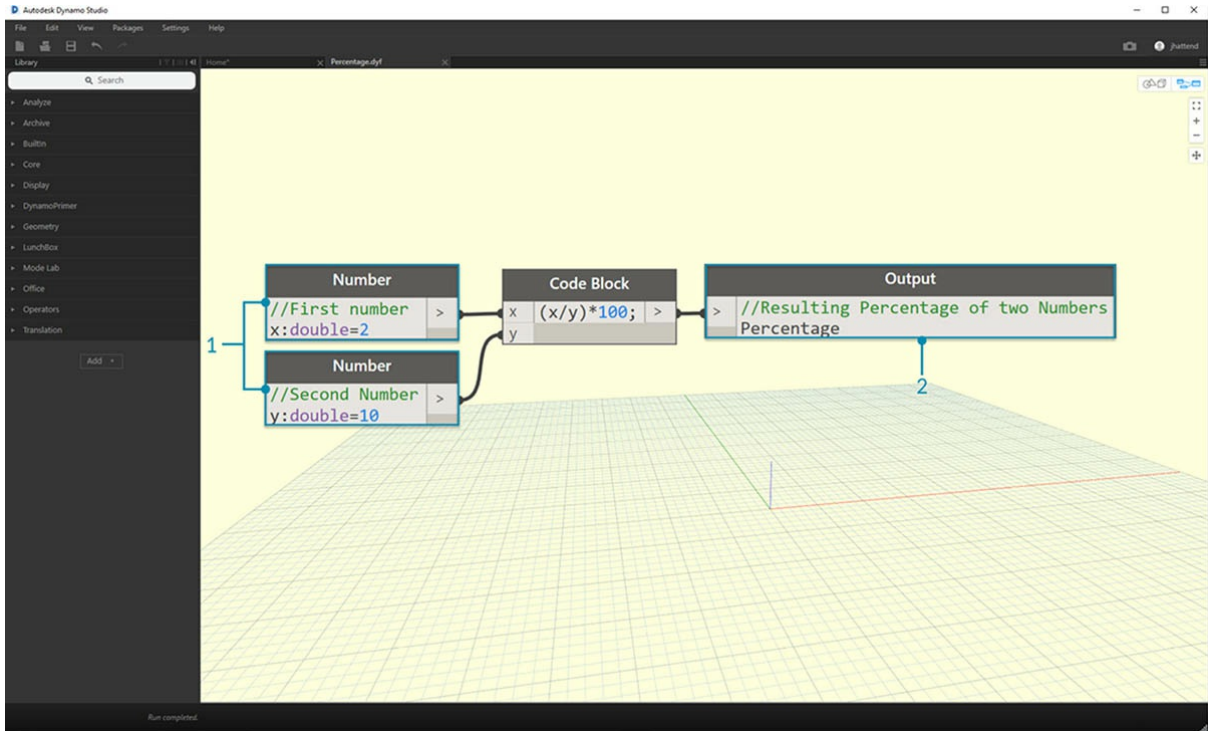 Autodesk Dynamo Studio
File Edit View Packages Settings Help
jhattend
Library
Home* Percentage.dyf
Search
Analyze
Archive
BuiltIn
Core
Display
DynamoPrimer
Geometry
LunchBox
Mode Lab
Office
Operators
Translation
Add +
1
Number
//First number
x:double=2
>
Number
//Second Number
y:double=10
>
Code Block
x (x/y)*100; >
y
Output
> //Resulting Percentage of two Numbers
Percentage
2
Run completed.